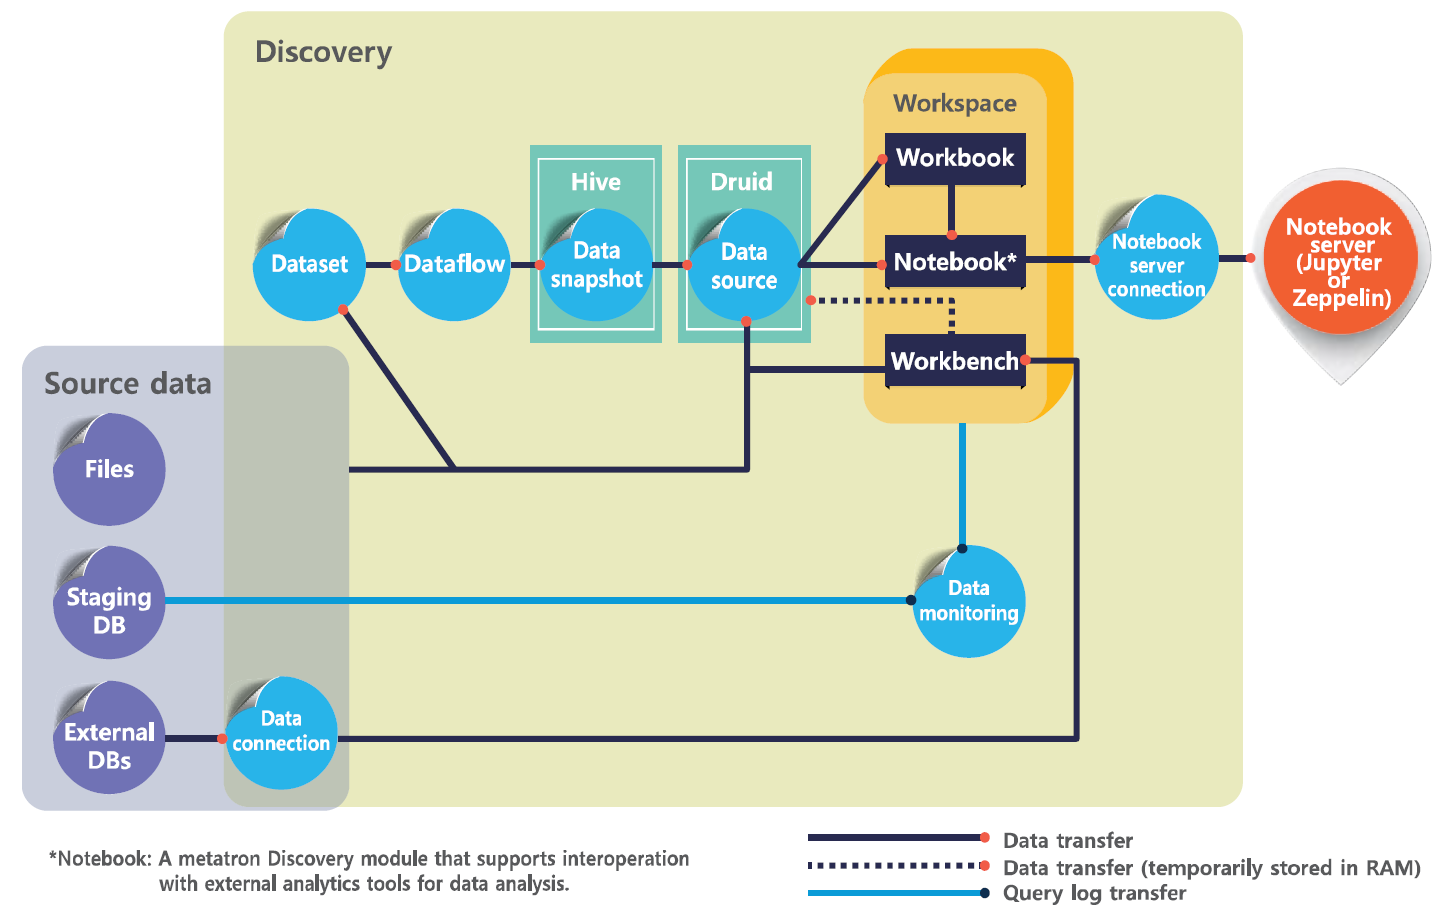 Discovery
Workspace
Workbook
Hive
Druid
Dataset
Dataflow
Data
snapshot
Data
source
Notebook*
Notebook
server
connection
Notebook
server
(Jupyter
or
Zeppelin)
Workbench
Source data
Files
Staging
DB
Data
monitoring
External
DBs
Data
connection
*Notebook: A metatron Discovery module that supports interoperation
with external analytics tools for data analysis.
Data transfer
Data transfer (temporarily stored in RAM)
Query log transfer